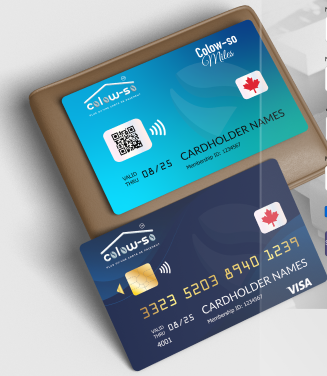 Colow-so
Miles
colow-so
VALID
THRU
08/25
CARDHOLDER NAMES
Membership ID: 1234567
colow-so
3323 5203 8940 1239
VALID
THRU
08/25
CARDHOLDER NAMES
4001
Membership ID: 1234567
VISA